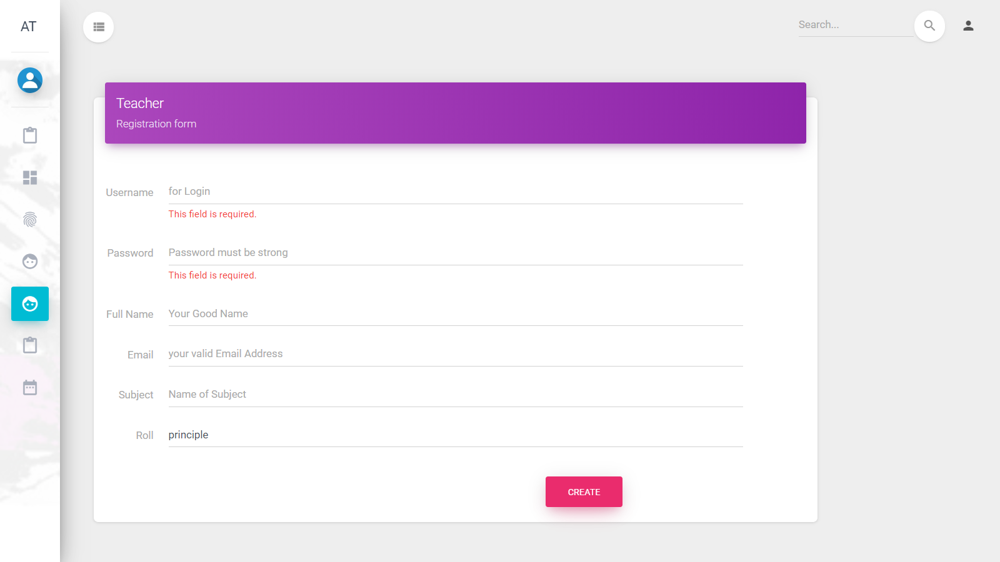 AT
Search...
Teacher
Registration form
Username
for Login
This field is required.
Password
Password must be strong
This field is required.
Full Name
Your Good Name
Email
your valid Email Address
Subject
Name of Subject
Roll
principle
CREATE